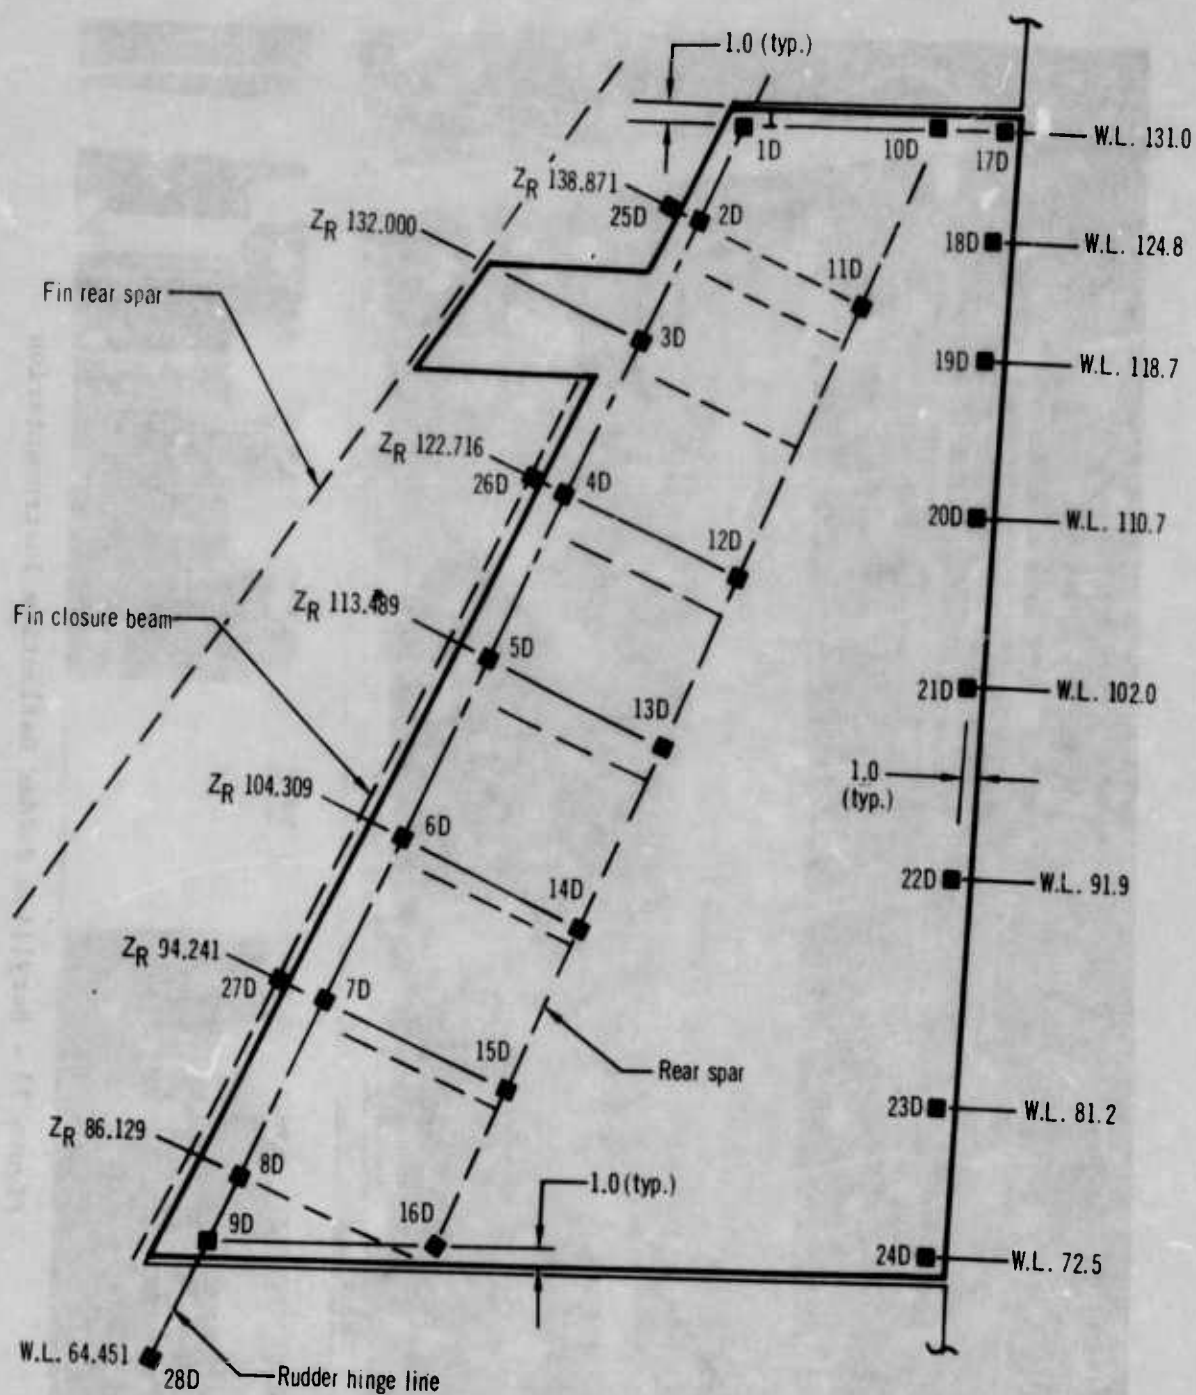 1.0 (typ.)
1D
10D
17D
W.L. 131.0
Z_R 138.871
25D
2D
Z_R 132.000
18D
W.L. 124.8
11D
Fin rear spar
3D
19D
W.L. 118.7
Z_R 122.716
26D
4D
20D
W.L. 110.7
12D
Z_R 113.489
Fin closure beam
5D
21D
W.L. 102.0
13D
1.0
(typ.)
Z_R 104.309
6D
22D
W.L. 91.9
14D
Z_R 94.241
27D
7D
15D
Rear spar
23D
W.L. 81.2
Z_R 86.129
8D
1.0 (typ.)
9D
16D
24D
W.L. 72.5
W.L. 64.451
28D
Rudder hinge line